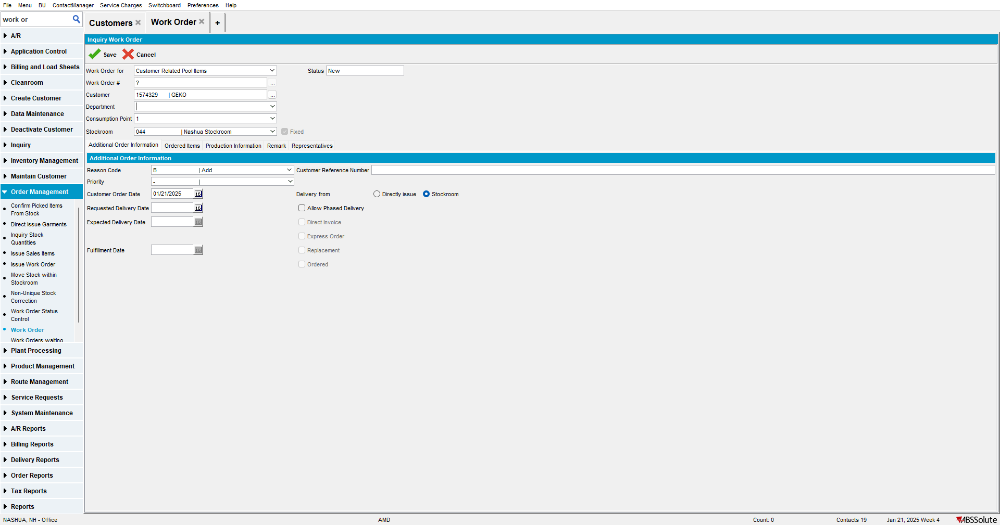 File Menu BU ContactManager Service Charges Switchboard Preferences Help
work or
Customers
Work Order
+
A/R
Application Control
Billing and Load Sheets
Cleanroom
Create Customer
Data Maintenance
Deactivate Customer
Inquiry
Inventory Management
Maintain Customer
Order Management
Confirm Picked Items
From Stock
Direct Issue Garments
Inquiry Stock
Quantities
Issue Sales Items
Issue Work Order
Move Stock within
Stockroom
Non-Unique Stock
Correction
Work Order Status
Control
Work Order
Work Orders waiting
Plant Processing
Product Management
Route Management
Service Requests
System Maintenance
A/R Reports
Billing Reports
Delivery Reports
Order Reports
Tax Reports
Reports
Inquiry Work Order
Save Cancel
Work Order for Customer Related Pool Items Status New
Work Order # ? ...
Customer 1574329 | GEKO ...
Department
Consumption Point 1
Stockroom 044 | Nashua Stockroom Fixed
Additional Order Information Ordered Items Production Information Remark Representatives
Additional Order Information
Reason Code B | Add Customer Reference Number
Priority - |
Customer Order Date 01/21/2025 16 Delivery from Directly issue Stockroom
Requested Delivery Date 16 Allow Phased Delivery
Expected Delivery Date 16 Direct Invoice
Express Order
Fulfillment Date 16 Replacement
Ordered
NASHUA, NH - Office AMD Count: 0 Contacts 19 Jan 21, 2025 Week 4 ABSSolute